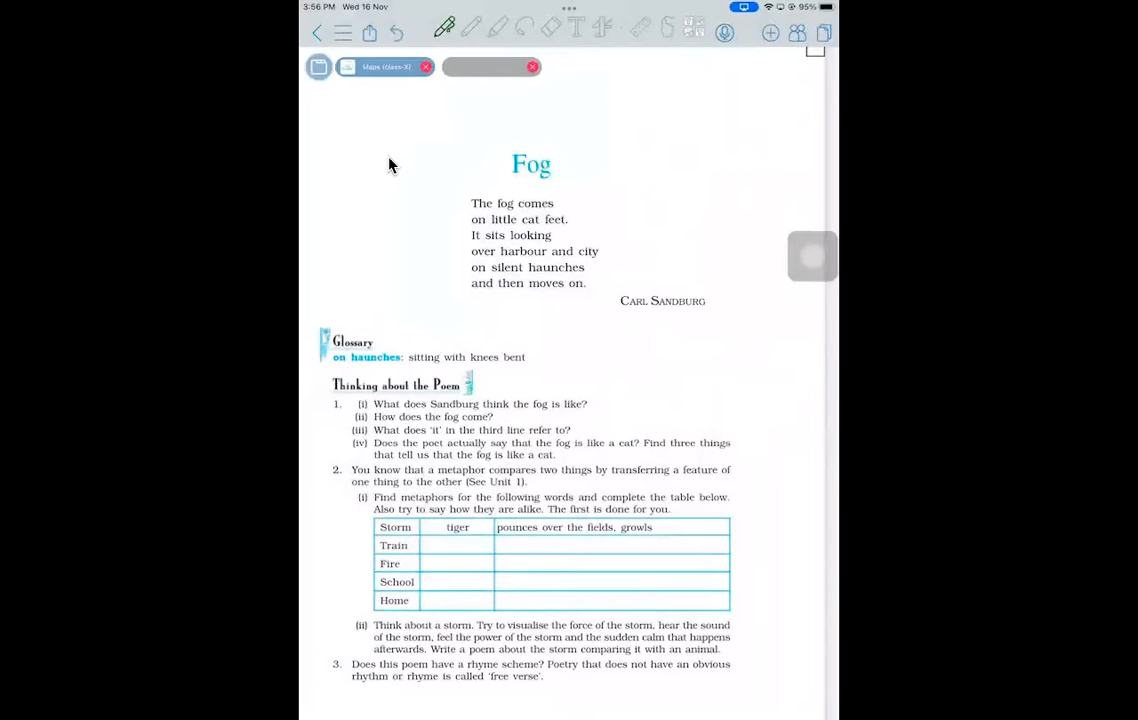 3:56 PM Wed 16 Nov
95%
Maps (class-X)
Fog
The fog comes
on little cat feet.
It sits looking
over harbour and city
on silent haunches
and then moves on.
CARL SANDBURG
Glossary
on haunches: sitting with knees bent
Thinking about the Poem
1. (i) What does Sandburg think the fog is like?
(ii) How does the fog come?
(iii) What does ‘it’ in the third line refer to?
(iv) Does the poet actually say that the fog is like a cat? Find three things
that tell us that the fog is like a cat.
2. You know that a metaphor compares two things by transferring a feature of
one thing to the other (See Unit 1).
(i) Find metaphors for the following words and complete the table below.
Also try to say how they are alike. The first is done for you.
Storm tiger pounces over the fields, growls
Train
Fire
School
Home
(ii) Think about a storm. Try to visualise the force of the storm, hear the sound
of the storm, feel the power of the storm and the sudden calm that happens
afterwards. Write a poem about the storm comparing it with an animal.
3. Does this poem have a rhyme scheme? Poetry that does not have an obvious
rhythm or rhyme is called ‘free verse’.